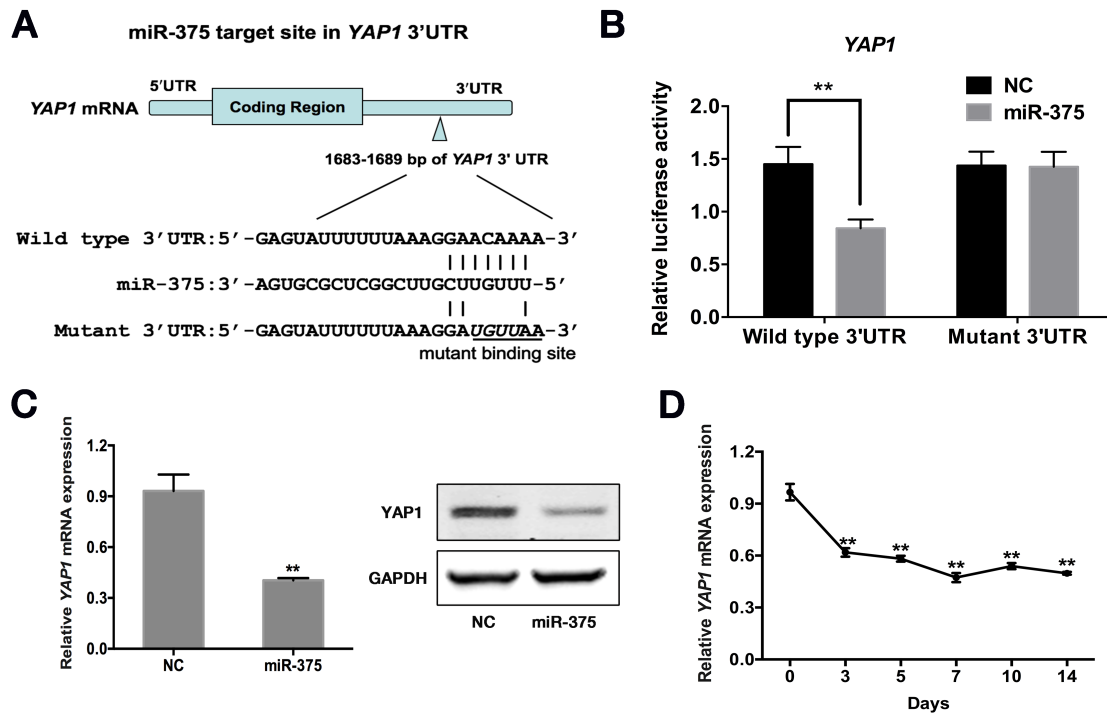 A
miR-375 target site in YAP1 3'UTR
5'UTR
3'UTR
YAP1 mRNA
Coding Region
1683-1689 bp of YAP1 3' UTR
Wild type 3'UTR:5'-GAGUAUUUUUUAAAGGAACAAAA-3'
miR-375:3'-AGUGCGCUCGGCUUGCUUGUUU-5'
Mutant 3'UTR:5'-GAGUAUUUUUUAAAGGAUGUUAA-3'
mutant binding site
B
YAP1
NC
miR-375
**
Relative luciferase activity
2.0
1.5
1.0
0.5
0.0
Wild type 3'UTR
Mutant 3'UTR
C
Relative YAP1 mRNA expression
1.2
0.9
0.6
0.3
0.0
**
NC
miR-375
YAP1
GAPDH
NC
miR-375
D
Relative YAP1 mRNA expression
1.2
0.9
0.6
0.3
0.0
** ** ** ** **
0 3 5 7 10 14
Days